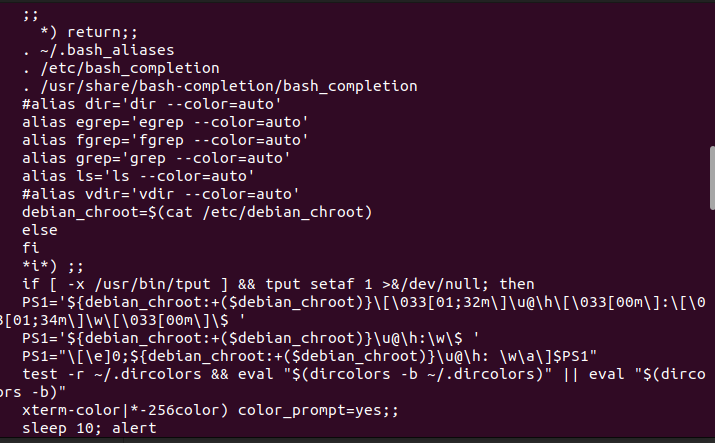 ;;
*) return;;
. ~/.bash_aliases
. /etc/bash_completion
. /usr/share/bash-completion/bash_completion
#alias dir='dir --color=auto'
alias egrep='egrep --color=auto'
alias fgrep='fgrep --color=auto'
alias grep='grep --color=auto'
alias ls='ls --color=auto'
#alias vdir='vdir --color=auto'
debian_chroot=$(cat /etc/debian_chroot)
else
fi
*i*) ;;
if [ -x /usr/bin/tput ] && tput setaf 1 >&/dev/null; then
PS1='${debian_chroot:+($debian_chroot)}\[\033[01;32m\]\u@\h\[\033[00m\]:\[\0
3[01;34m\]\w\[\033[00m\]\$ '
PS1='${debian_chroot:+($debian_chroot)}\u@\h:\w\$ '
PS1="\[\e]0;${debian_chroot:+($debian_chroot)}\u@\h: \w\a\]$PS1"
test -r ~/.dircolors && eval "$(dircolors -b ~/.dircolors)" || eval "$(dirco
ors -b)"
xterm-color|*-256color) color_prompt=yes;;
sleep 10; alert